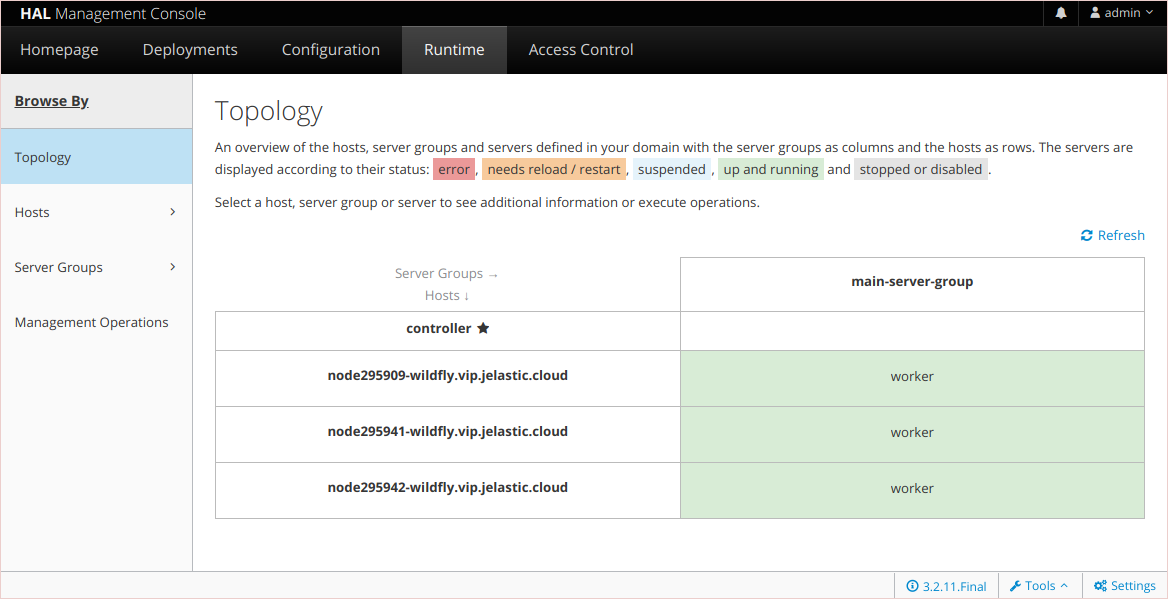 HAL Management Console
admin
Homepage
Deployments
Configuration
Runtime
Access Control
Browse By
Topology
Hosts
Server Groups
Management Operations
Topology
An overview of the hosts, server groups and servers defined in your domain with the server groups as columns and the hosts as rows. The servers are
displayed according to their status: error , needs reload / restart , suspended , up and running and stopped or disabled .
Select a host, server group or server to see additional information or execute operations.
Refresh
Server Groups →
Hosts ↓
main-server-group
controller ★
node295909-wildfly.vip.jelastic.cloud
worker
node295941-wildfly.vip.jelastic.cloud
worker
node295942-wildfly.vip.jelastic.cloud
worker
3.2.11.Final
Tools
Settings